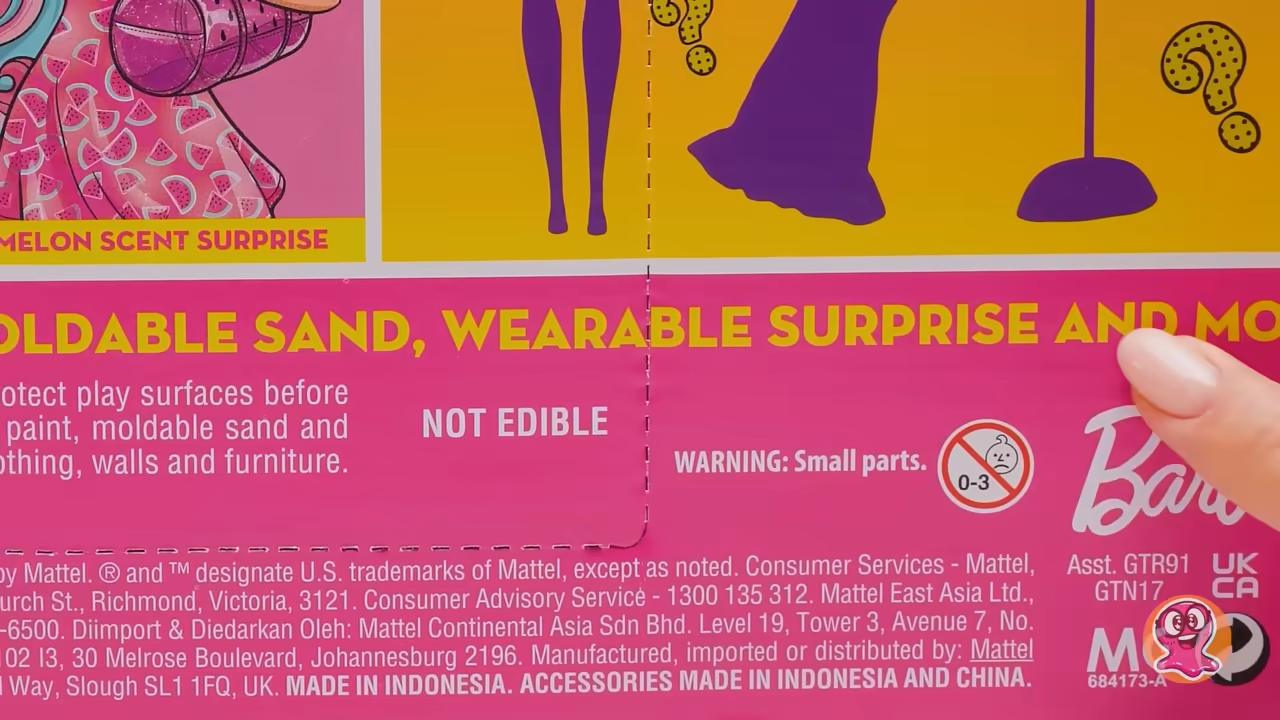 MELON SCENT SURPRISE
OLDABLE SAND, WEARABLE SURPRISE AND MO
otect play surfaces before
paint, moldable sand and
othing, walls and furniture.
NOT EDIBLE
WARNING: Small parts.
0-3
Barb
by Mattel. ® and ™ designate U.S. trademarks of Mattel, except as noted. Consumer Services - Mattel,
urch St., Richmond, Victoria, 3121. Consumer Advisory Service - 1300 135 312. Mattel East Asia Ltd.,
-6500. Diimport & Diedarkan Oleh: Mattel Continental Asia Sdn Bhd. Level 19, Tower 3, Avenue 7, No.
02 I3, 30 Melrose Boulevard, Johannesburg 2196. Manufactured, imported or distributed by: Mattel
Way, Slough SL1 1FQ, UK. MADE IN INDONESIA. ACCESSORIES MADE IN INDONESIA AND CHINA.
Asst. GTR91
GTN17
UK
CA
684173-A